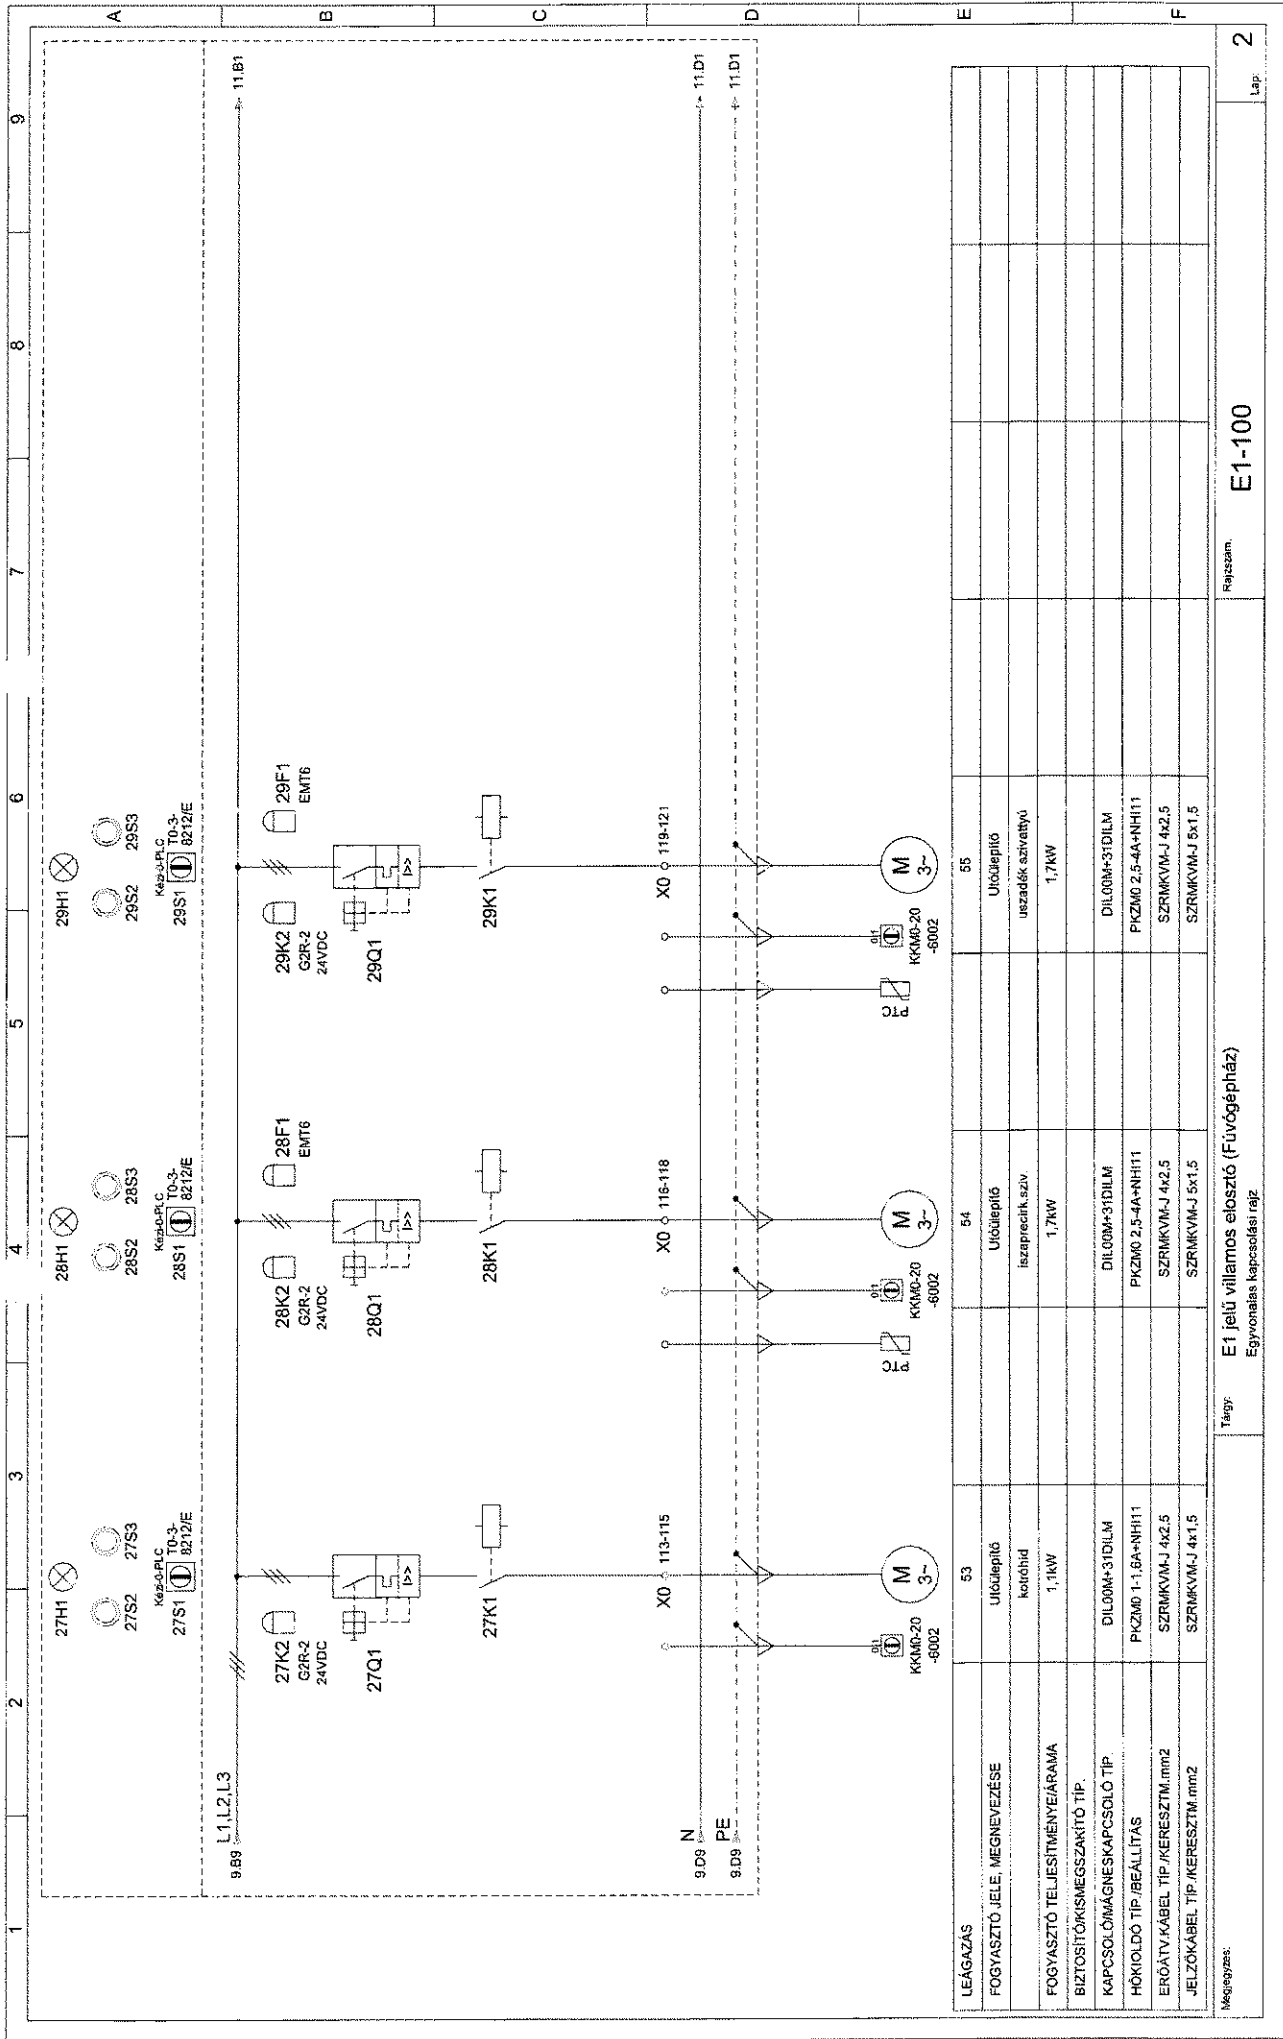 1 2 3 4 5 6 7 8 9
A
B
C
D
E
F
27H1
27S2 27S3
Kézi-0-PLC
27S1 T0-3-
8212/E
28H1
28S2 28S3
Kézi-0-PLC
28S1 T0-3-
8212/E
29H1
29S2 29S3
Kézi-0-PLC
29S1 T0-3-
8212/E
L1,L2,L3
9.B9
11.B1
27K2
G2R-2
24VDC
27Q1
I>>
27K1
28K2
G2R-2
24VDC
28F1
EMT6
28Q1
I>>
28K1
29K2
G2R-2
24VDC
29F1
EMT6
29Q1
I>>
29K1
X0 113-115
X0 116-118
X0 119-121
N
9.D9
11.D1
PE
9.D9
11.D1
KKM0-20
-6002
M
3~
KKM0-20
-6002
M
3~
KKM0-20
-6002
M
3~
LEÁGAZÁS 53 54 55
FOGYASZTÓ JELE, MEGNEVEZÉSE Utóülepítő Utóülepítő Utóülepítő
kotróhíd iszaprecirk.sziv. uszadék szivattyú
FOGYASZTÓ TELJESÍTMÉNYE/ÁRAMA 1,1kW 1,7kW 1,7kW
BIZTOSÍTÓ/KISMEGSZAKÍTÓ TÍP.
KAPCSOLÓ/MÁGNESKAPCSOLÓ TÍP. DIL00M+31DILM DIL00M+31DILM DIL00M+31DILM
HŐKIOLDÓ TÍP./BEÁLLÍTÁS PKZM0 1-1,6A+NHI11 PKZM0 2,5-4A+NHI11 PKZM0 2,5-4A+NHI11
ERŐÁTV.KÁBEL TÍP./KERESZTM.mm2 SZRMKVM-J 4x2,5 SZRMKVM-J 4x2,5 SZRMKVM-J 4x2,5
JELZŐKÁBEL TÍP./KERESZTM.mm2 SZRMKVM-J 4x1,5 SZRMKVM-J 5x1,5 SZRMKVM-J 5x1,5
Megjegyzés:
Tárgy: E1 jelű villamos elosztó (Fúvógépház)
Egyvonalas kapcsolási rajz
Rajzszám: E1-100
Lap: 2